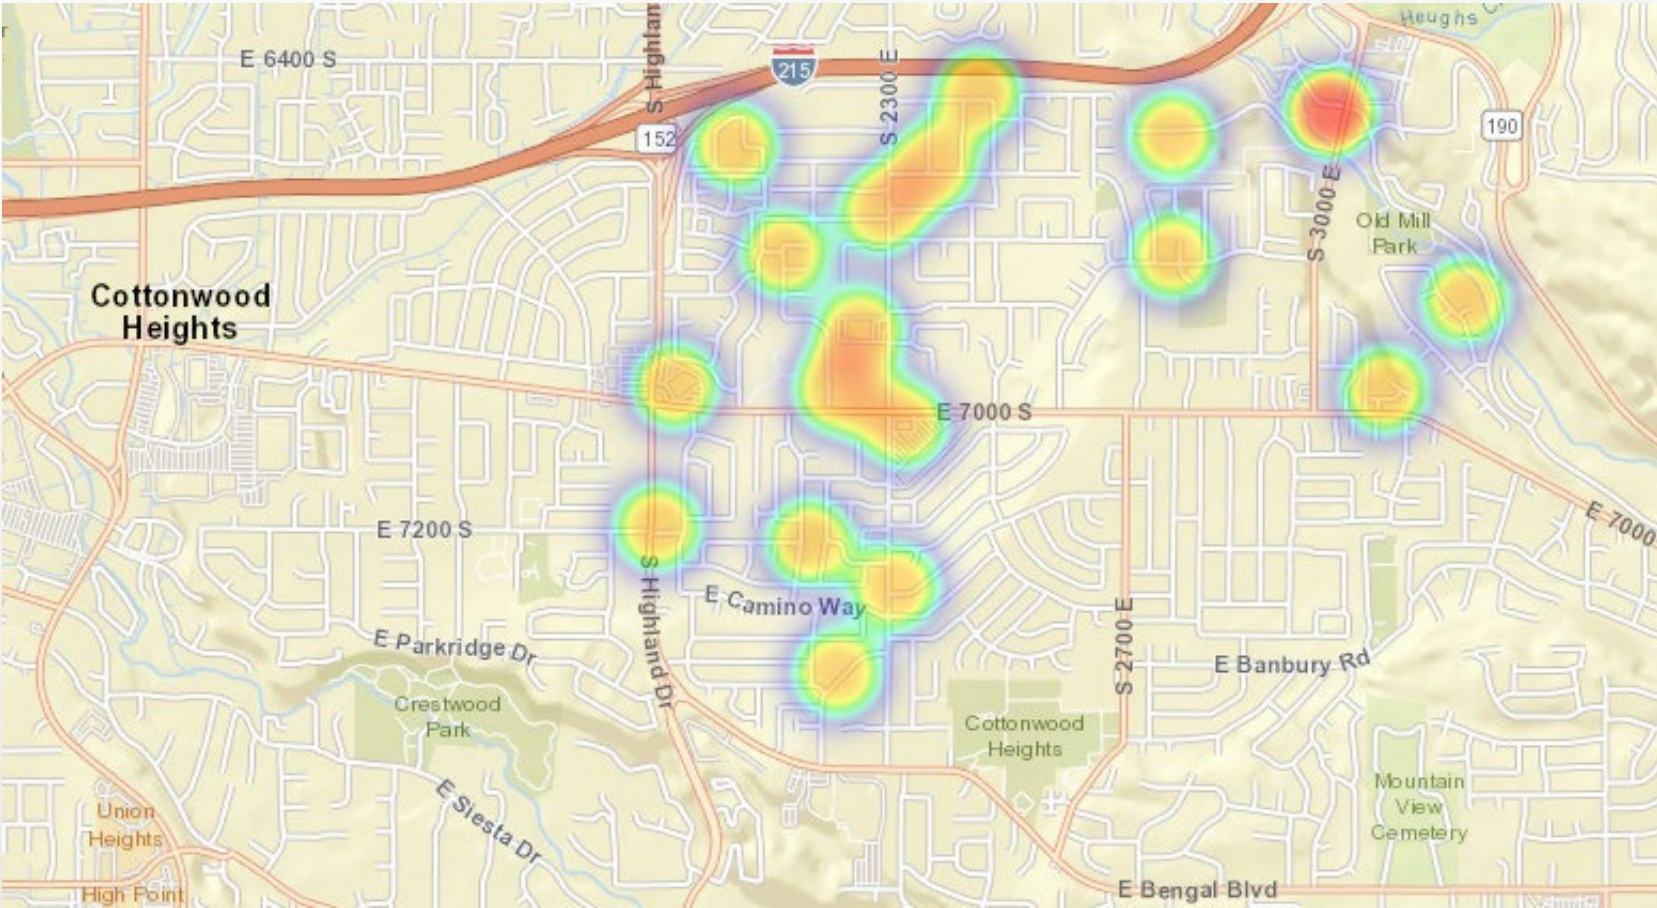 Heughs
E 6400 S
S Highlan
215
S 2300 E
152
190
S 3000 E
Old Mill
Park
Cottonwood
Heights
E 7000 S
E 7000
E 7200 S
S Highland Dr
E Camino Way
S 2700 E
E Parkridge Dr
E Banbury Rd
Crestwood
Park
Cottonwood
Heights
E Siesta Dr
Mountain
View
Cemetery
Union
Heights
High Point
E Bengal Blvd